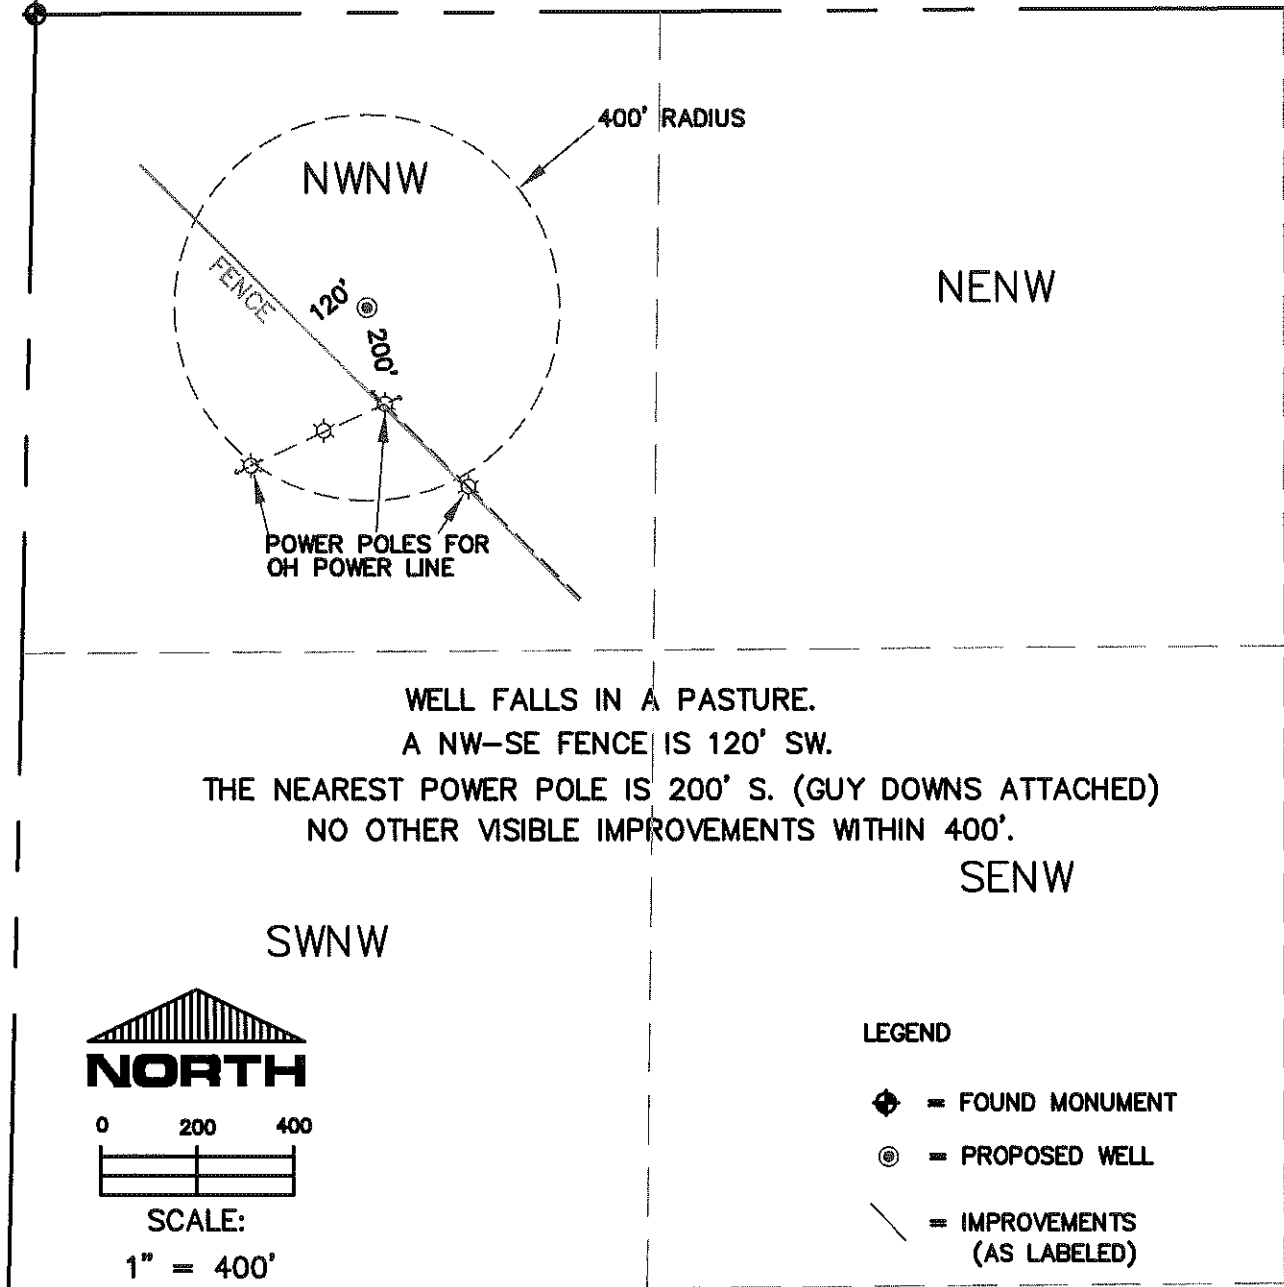 400' RADIUS
NWNW
NENW
FENCE
120'
200'
POWER POLES FOR
OH POWER LINE
WELL FALLS IN A PASTURE.
A NW-SE FENCE IS 120' SW.
THE NEAREST POWER POLE IS 200' S. (GUY DOWNS ATTACHED)
NO OTHER VISIBLE IMPROVEMENTS WITHIN 400'.
SENW
SWNW
NORTH
0 200 400
SCALE:
1" = 400'
LEGEND
= FOUND MONUMENT
= PROPOSED WELL
= IMPROVEMENTS
(AS LABELED)